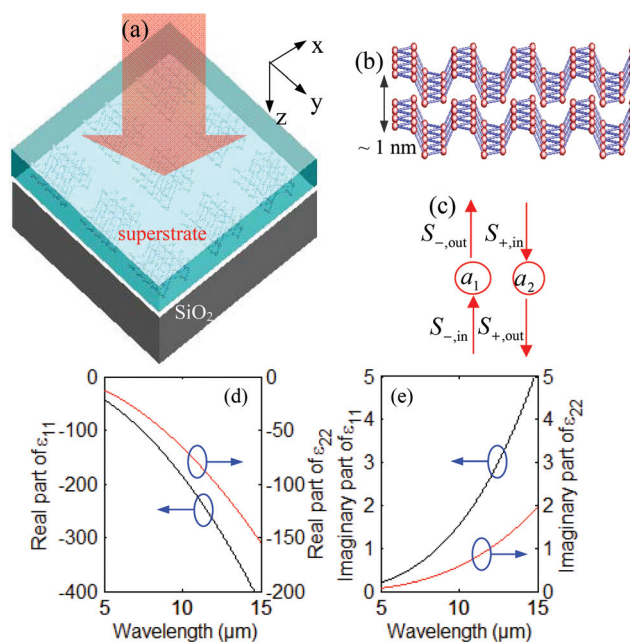 (a)
x
y
z
superstrate
SiO₂
(b)
~ 1 nm
(c)
S₋,out S₊,in
a₁ a₂
S₋,in S₊,out
(d)
0
-100
-200
-300
-400
Real part of ε₁₁
0
-50
-100
-150
-200
Real part of ε₂₂
5 10 15
Wavelength (μm)
(e)
5
4
3
2
1
0
Imaginary part of ε₁₁
5
4
3
2
1
0
Imaginary part of ε₂₂
5 10 15
Wavelength (μm)